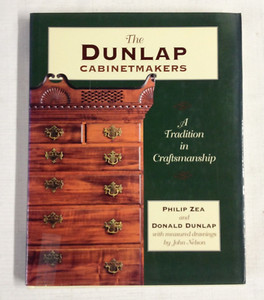 The
DUNLAP
CABINETMAKERS
A
Tradition
in
Craftsmanship
PHILIP ZEA
and
DONALD DUNLAP
with measured drawings
by John Nelson